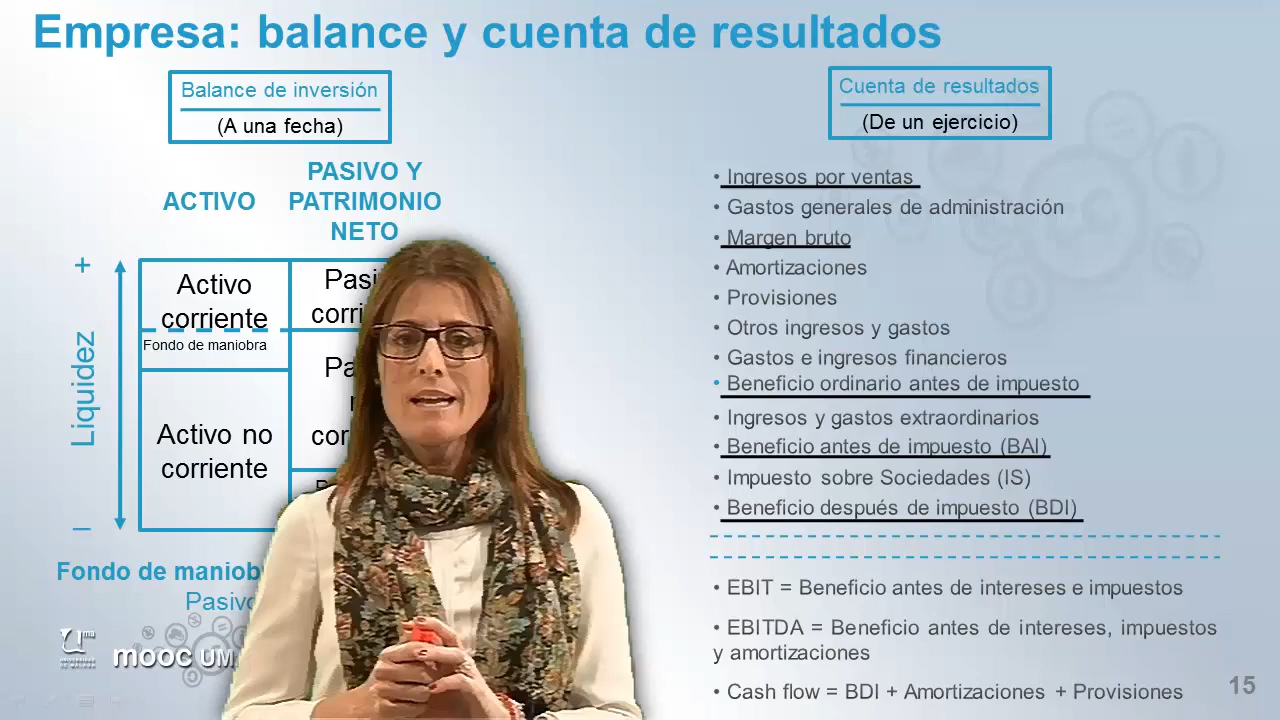 Empresa: balance y cuenta de resultados
Balance de inversión
(A una fecha)
Cuenta de resultados
(De un ejercicio)
ACTIVO
PASIVO Y
PATRIMONIO
NETO
+
Liquidez
–
Activo
corriente
Fondo de maniobra
Activo no
corriente
• Ingresos por ventas
• Gastos generales de administración
• Margen bruto
• Amortizaciones
• Provisiones
• Otros ingresos y gastos
• Gastos e ingresos financieros
• Beneficio ordinario antes de impuesto
• Ingresos y gastos extraordinarios
• Beneficio antes de impuesto (BAI)
• Impuesto sobre Sociedades (IS)
• Beneficio después de impuesto (BDI)
• EBIT = Beneficio antes de intereses e impuestos
• EBITDA = Beneficio antes de intereses, impuestos
y amortizaciones
• Cash flow = BDI + Amortizaciones + Provisiones
Fondo de
uma
mooc UM
15